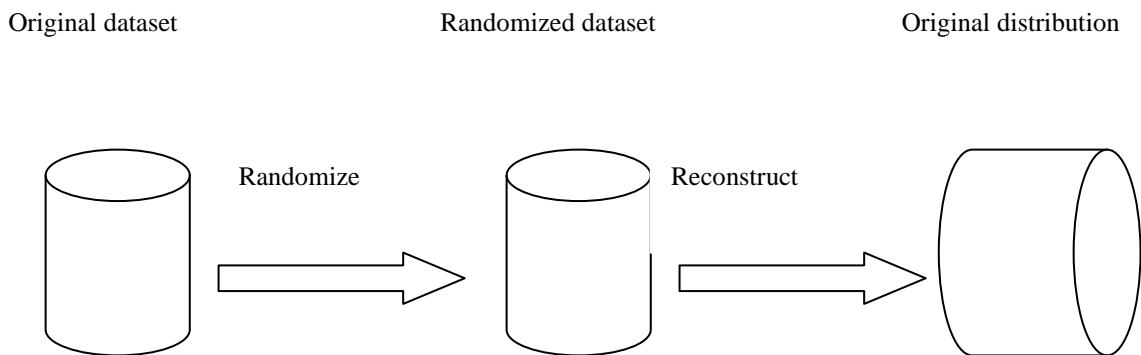 Original dataset
Randomized dataset
Original distribution
Randomize
Reconstruct